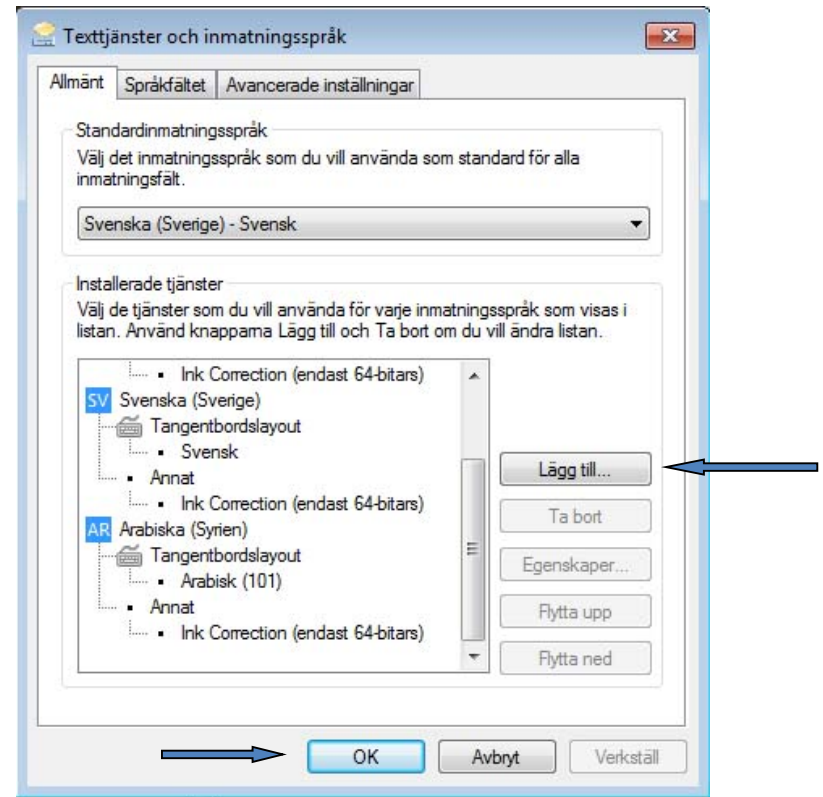 Texttjänster och inmatningsspråk
Allmänt Språkfältet Avancerade inställningar
Standardinmatningsspråk
Välj det inmatningsspråk som du vill använda som standard för alla
inmatningsfält.
Svenska (Sverige) - Svensk
Installerade tjänster
Välj de tjänster som du vill använda för varje inmatningsspråk som visas i
listan. Använd knapparna Lägg till och Ta bort om du vill ändra listan.
Ink Correction (endast 64-bitars)
SV Svenska (Sverige)
Tangentbordslayout
Svensk
Annat
Ink Correction (endast 64-bitars)
AR Arabiska (Syrien)
Tangentbordslayout
Arabisk (101)
Annat
Ink Correction (endast 64-bitars)
Lägg till...
Ta bort
Egenskaper...
Flytta upp
Flytta ned
OK Avbryt Verkställ